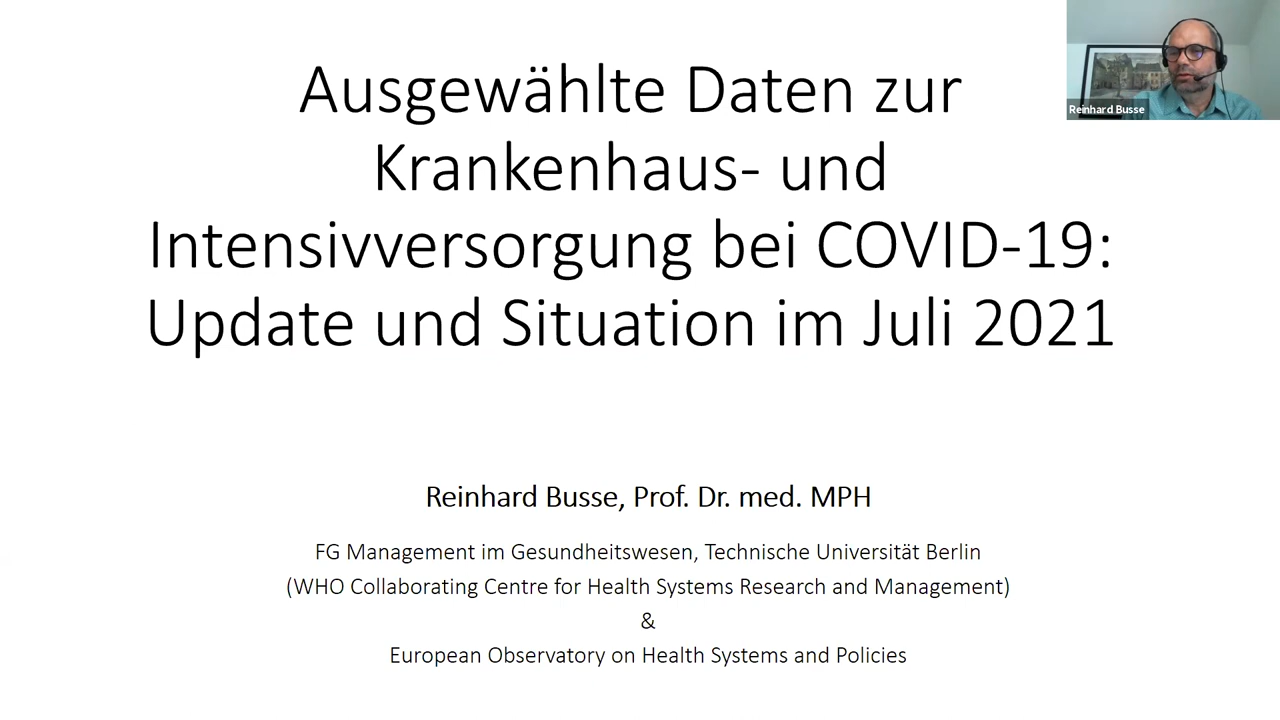 Ausgewählte Daten zur
Krankenhaus- und
Intensivversorgung bei COVID-19:
Update und Situation im Juli 2021
Reinhard Busse
Reinhard Busse, Prof. Dr. med. MPH
FG Management im Gesundheitswesen, Technische Universität Berlin
(WHO Collaborating Centre for Health Systems Research and Management)
&
European Observatory on Health Systems and Policies